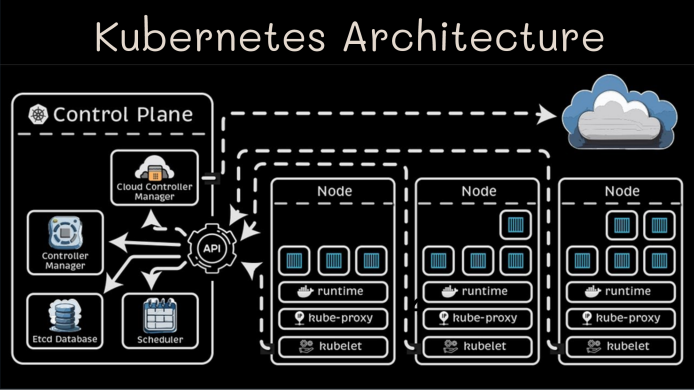 Kubernetes Architecture
Control Plane
Cloud Controller
Manager
API
Controller
Manager
Etcd Database
Scheduler
Node
runtime
kube-proxy
kubelet
Node
runtime
kube-proxy
kubelet
Node
runtime
kube-proxy
kubelet